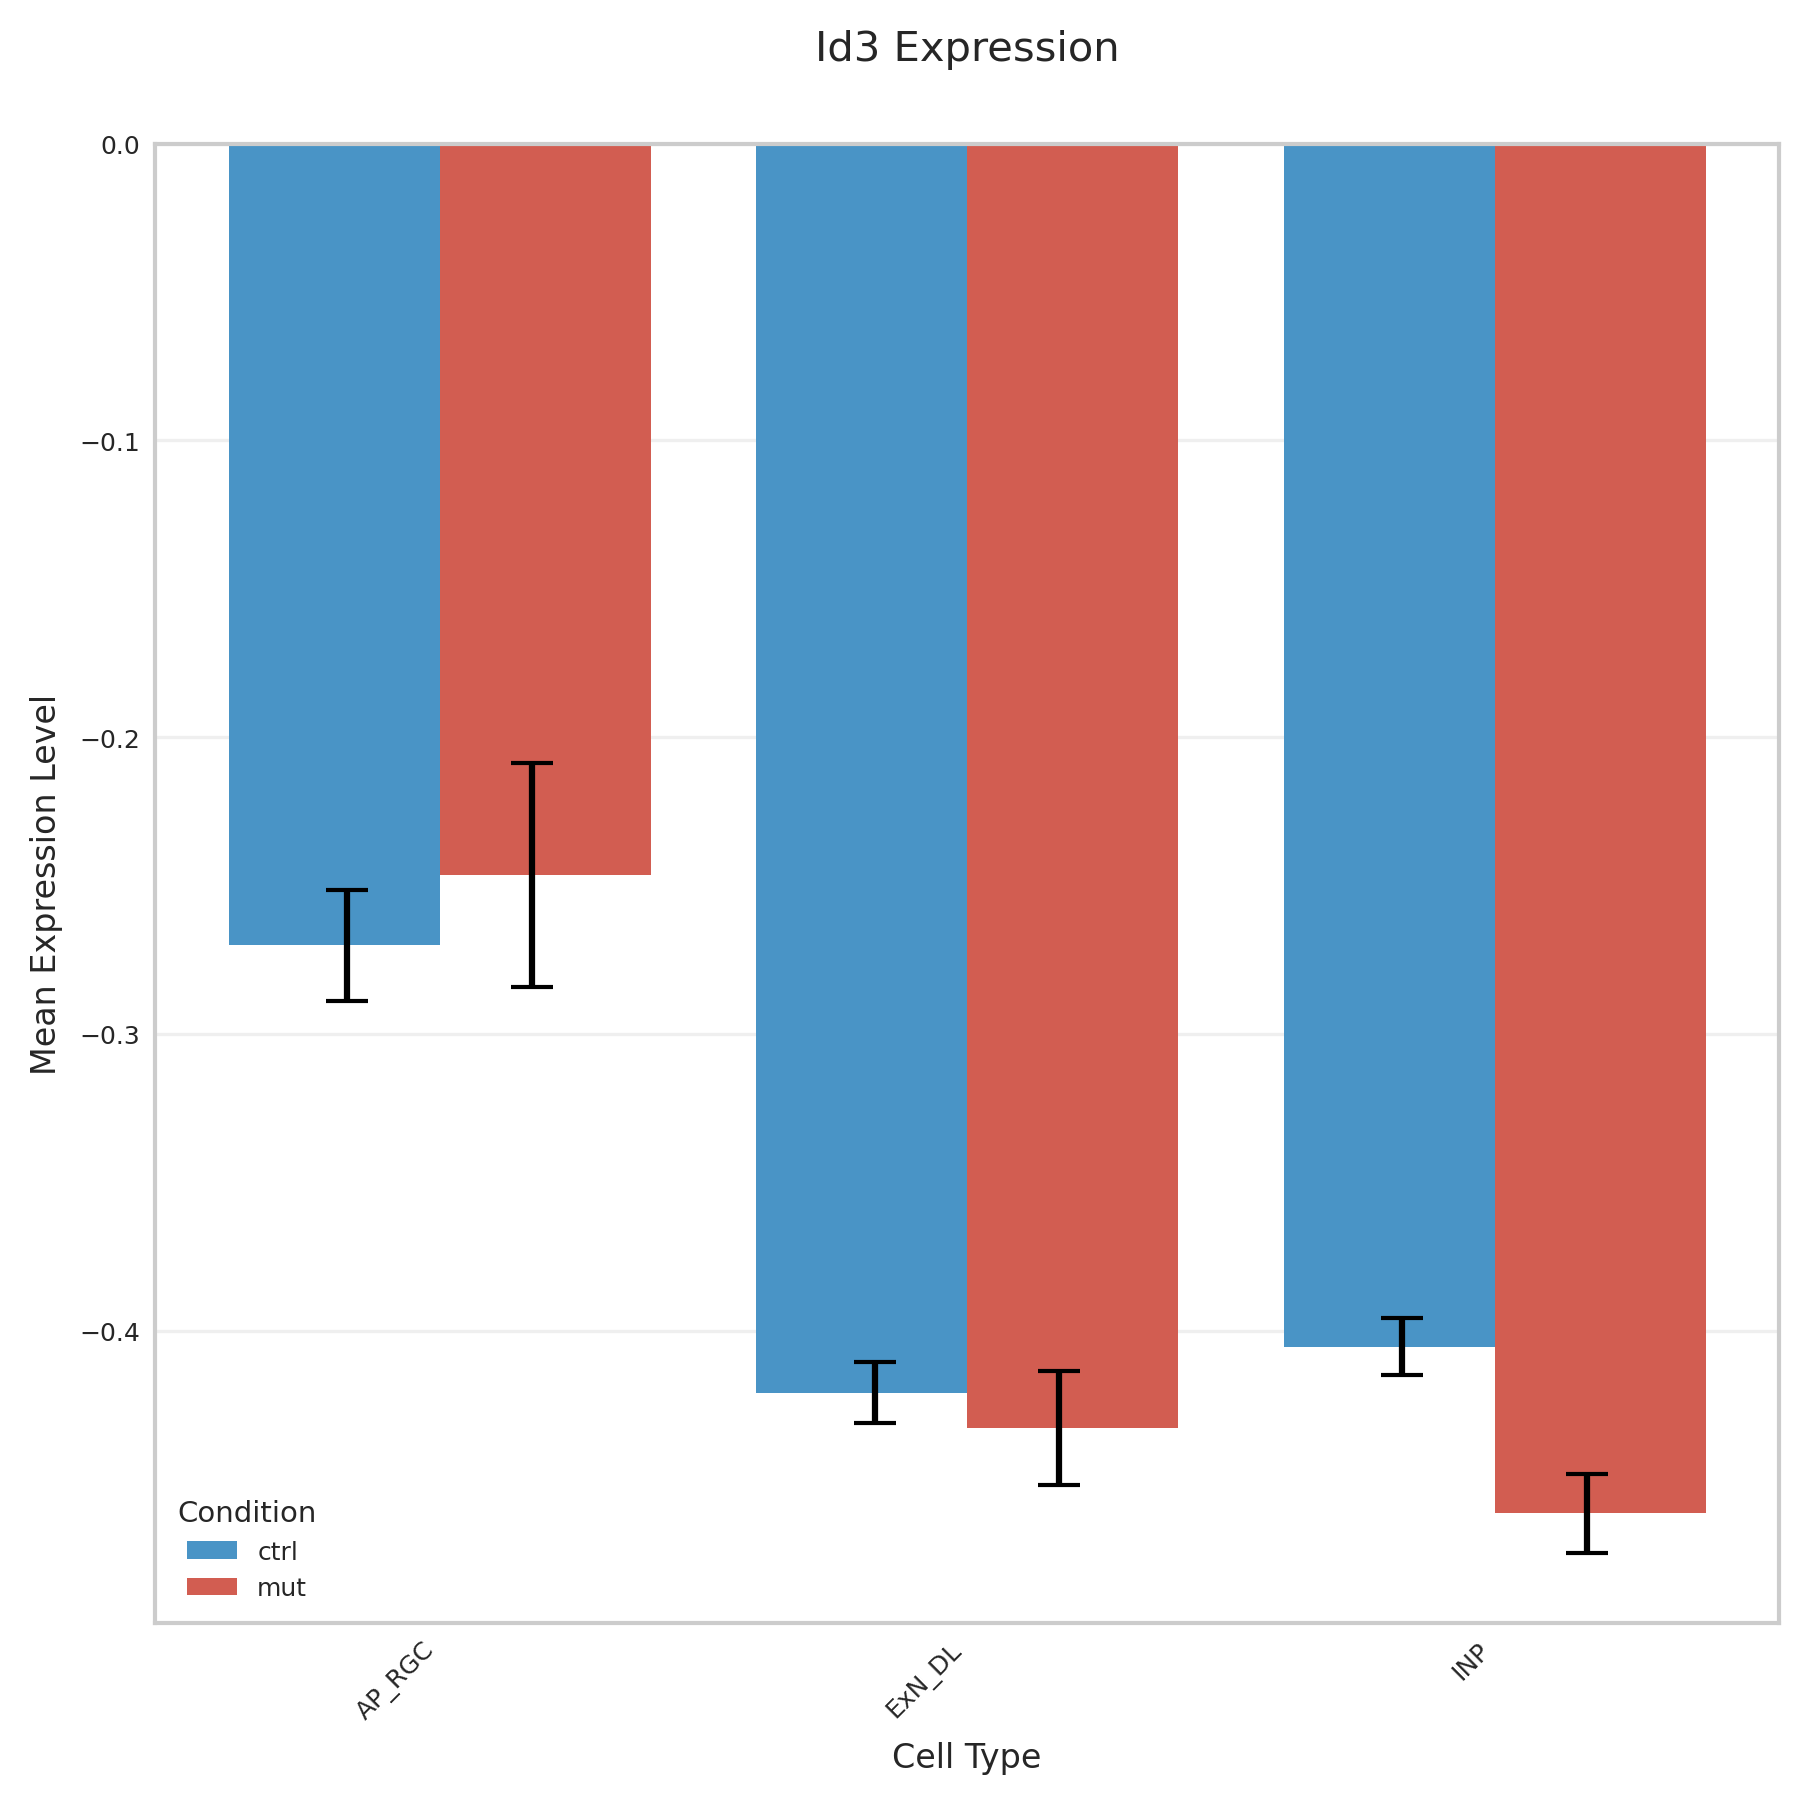 Id3 Expression
0.0
−0.1
−0.2
−0.3
−0.4
Mean Expression Level
Condition
ctrl
mut
AP_RGC
ExN_DL
INP
Cell Type